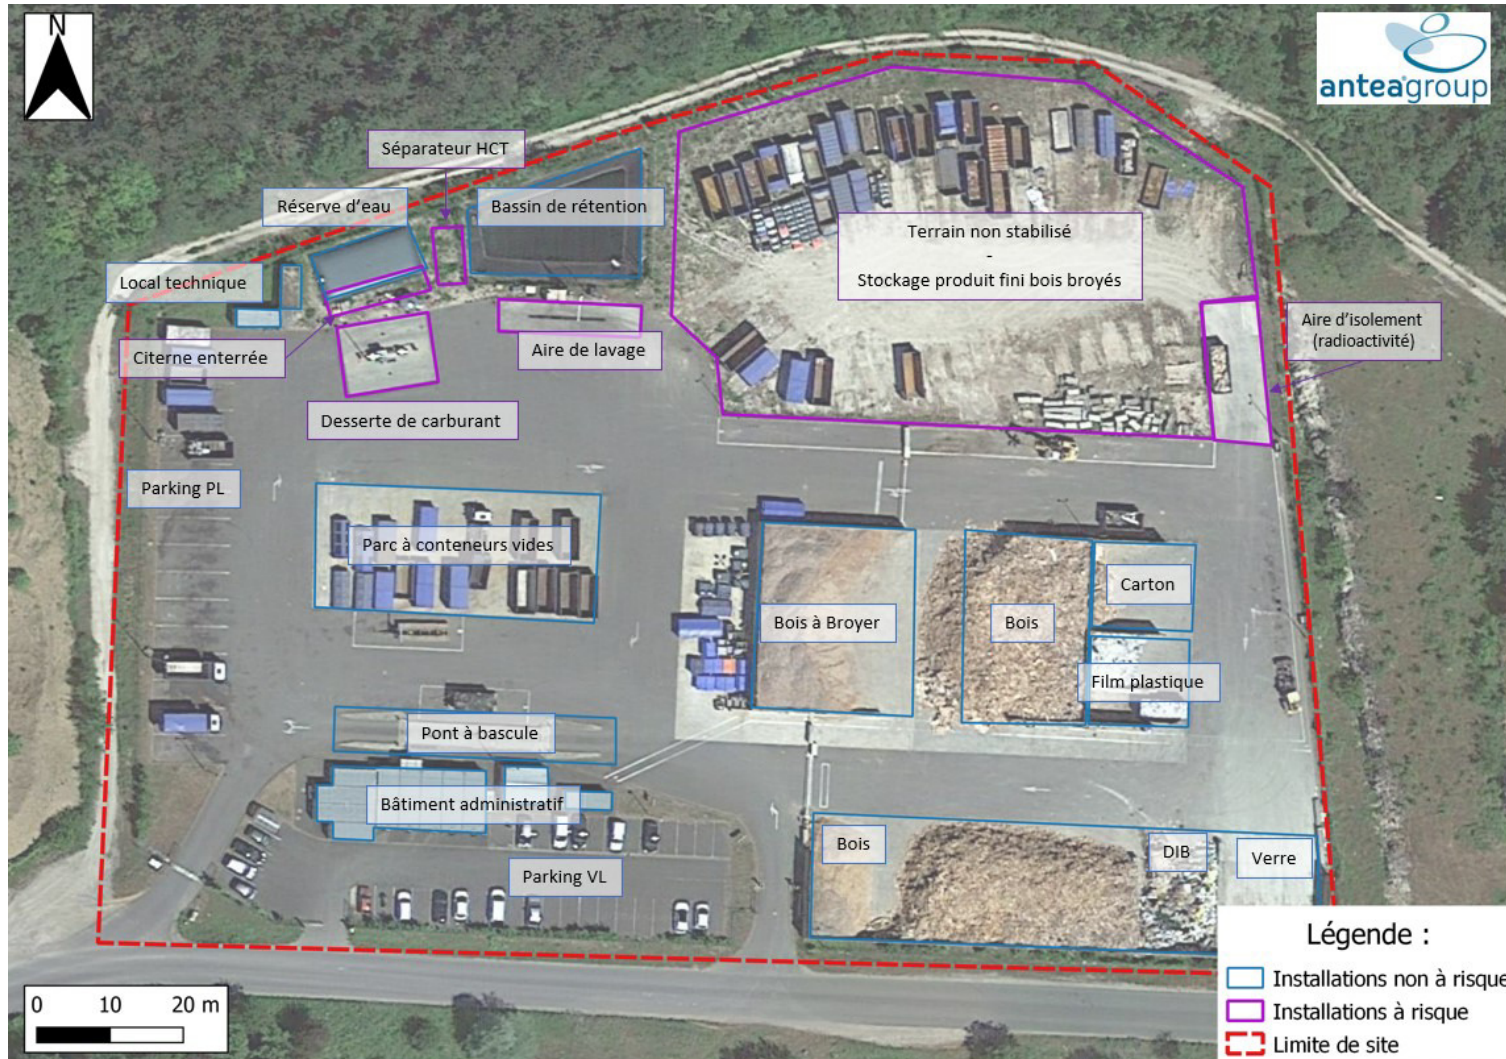 N
anteagroup
Séparateur HCT
Réserve d'eau
Bassin de rétention
Terrain non stabilisé
-
Stockage produit fini bois broyés
Local technique
Aire d'isolement
(radioactivité)
Citerne enterrée
Aire de lavage
Desserte de carburant
Parking PL
Parc à conteneurs vides
Carton
Bois à Broyer
Bois
Film plastique
Pont à bascule
Bâtiment administratif
Bois
DIB
Verre
Parking VL
Légende :
Installations non à risque
Installations à risque
Limite de site
0 10 20 m